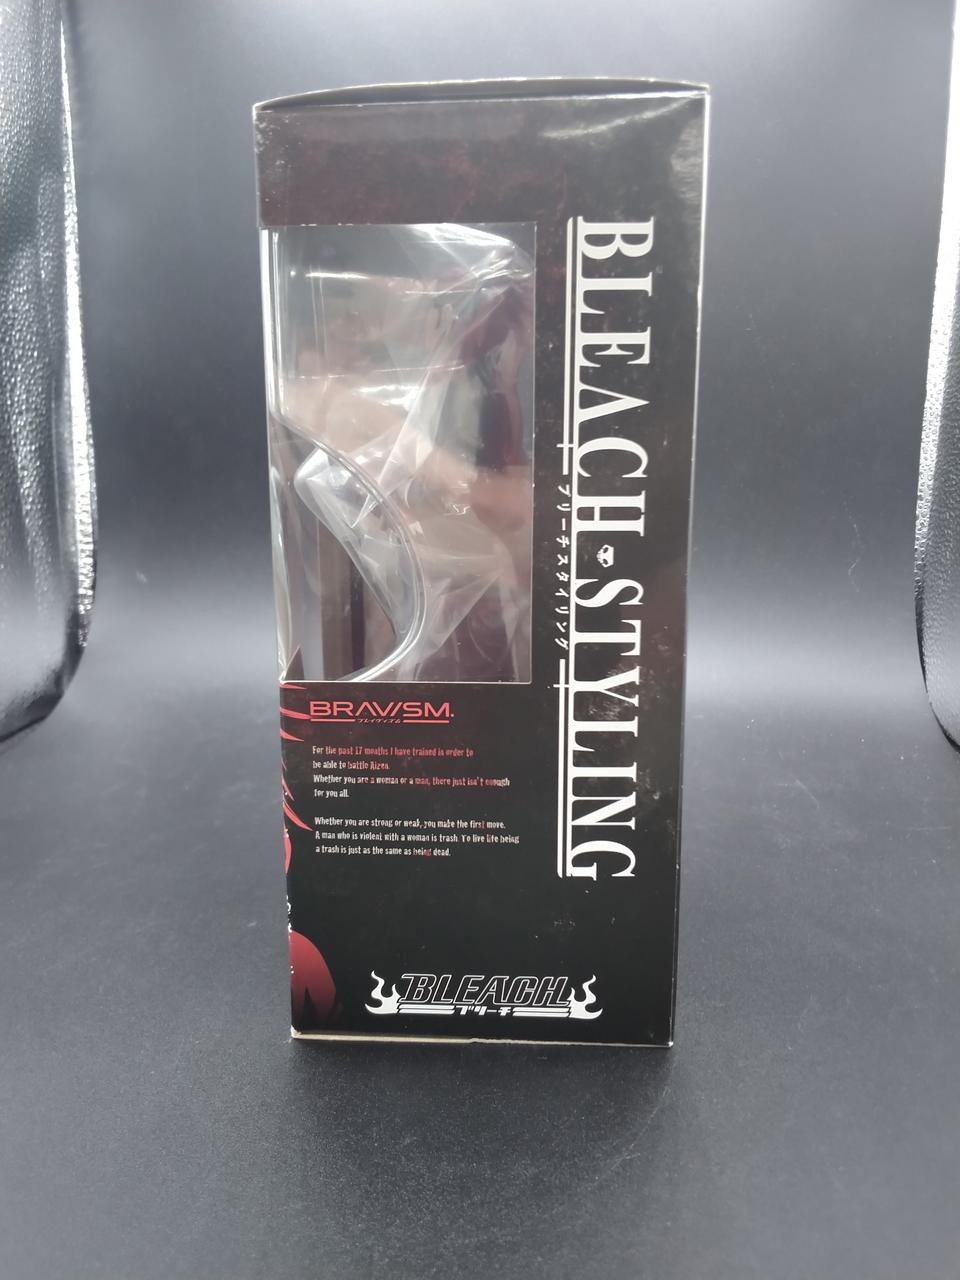 BLEACH STYLING
ブリーチスタイリング
BRAVISM.
ブレイヴィズム
For the past 17 months I have trained in order to
be able to battle Aizen.
Whether you are a woman or a man, there just isn't enough
for you all.
Whether you are strong or weak, you make the first move.
A man who is violent with a woman is trash. To live life being
a trash is just as the same as being dead.
BLEACH
ブリーチ